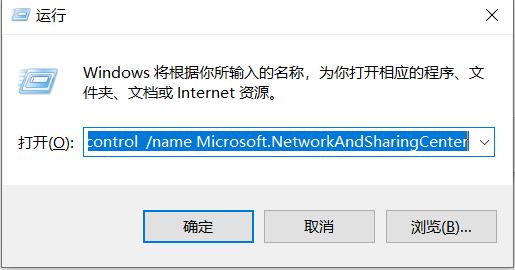 运行
Windows 将根据你所输入的名称，为你打开相应的程序、文
件夹、文档或 Internet 资源。
打开(O): control  /name Microsoft.NetworkAndSharingCenter
确定 取消 浏览(B)...